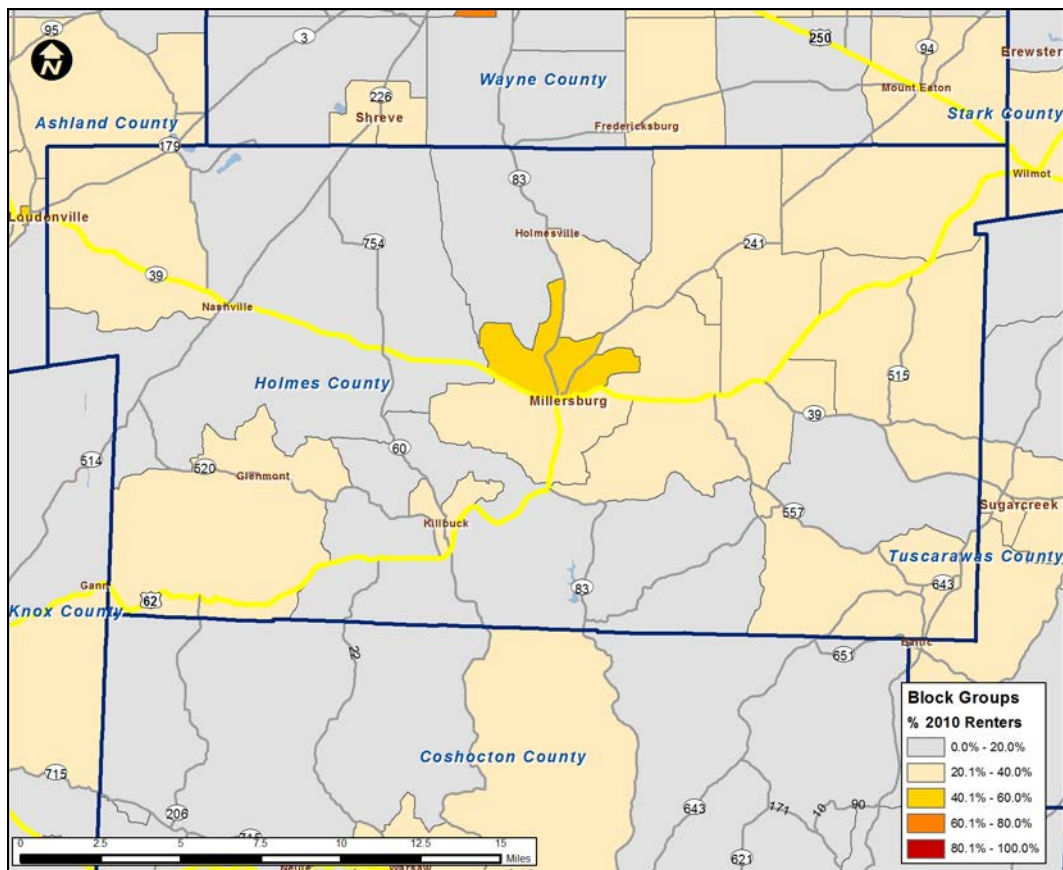 95
3
250
94
Brewster
N
Wayne County
Mount Eaton
226
Shreve
Ashland County
Fredericksburg
Stark County
179
Wilmot
83
Loudonville
Holmesville
754
241
39
Nashville
Holmes County
515
Millersburg
39
60
514
520
Glenmont
Sugarcreek
557
Killbuck
Tuscarawas County
643
Gann
83
62
Knox County
22
651
Baltic
Block Groups
% 2010 Renters
0.0% - 20.0%
20.1% - 40.0%
40.1% - 60.0%
60.1% - 80.0%
80.1% - 100.0%
Coshocton County
715
206
643
171
10
90
715
0 2.5 5 7.5 10 12.5 15
Miles
621
Warsaw